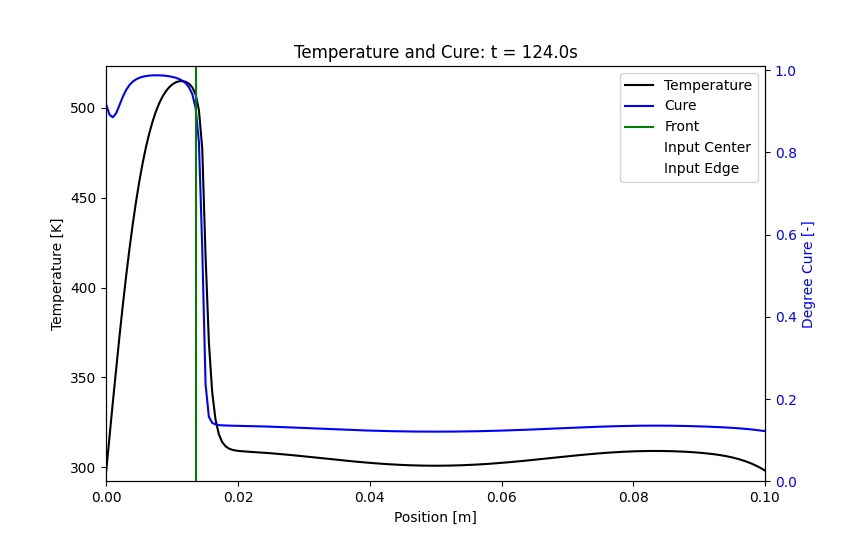 Temperature and Cure: t = 124.0s
Temperature
Cure
Front
Input Center
Input Edge
500
450
400
350
300
Temperature [K]
1.0
0.8
0.6
0.4
0.2
0.0
Degree Cure [-]
0.00 0.02 0.04 0.06 0.08 0.10
Position [m]